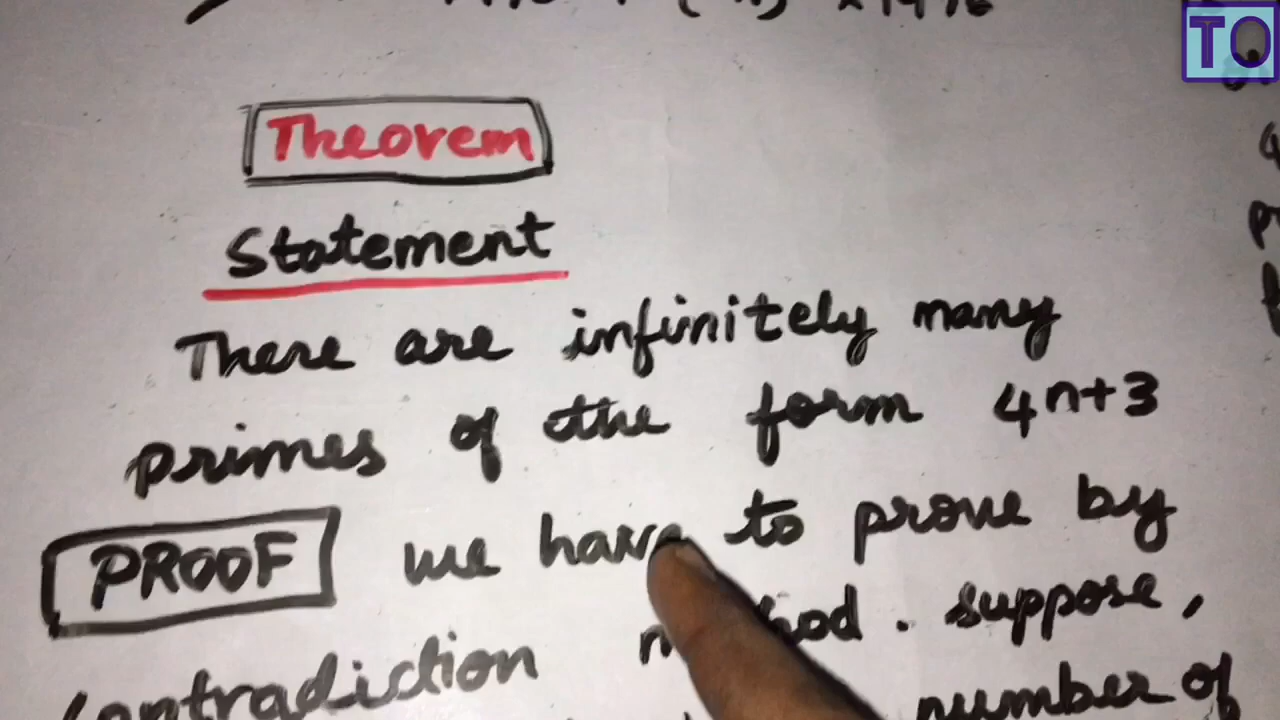 TO
Theorem
Statement
There are infinitely many
primes of the form 4n+3
PROOF we have to prove by
contradiction method. suppose,
number of